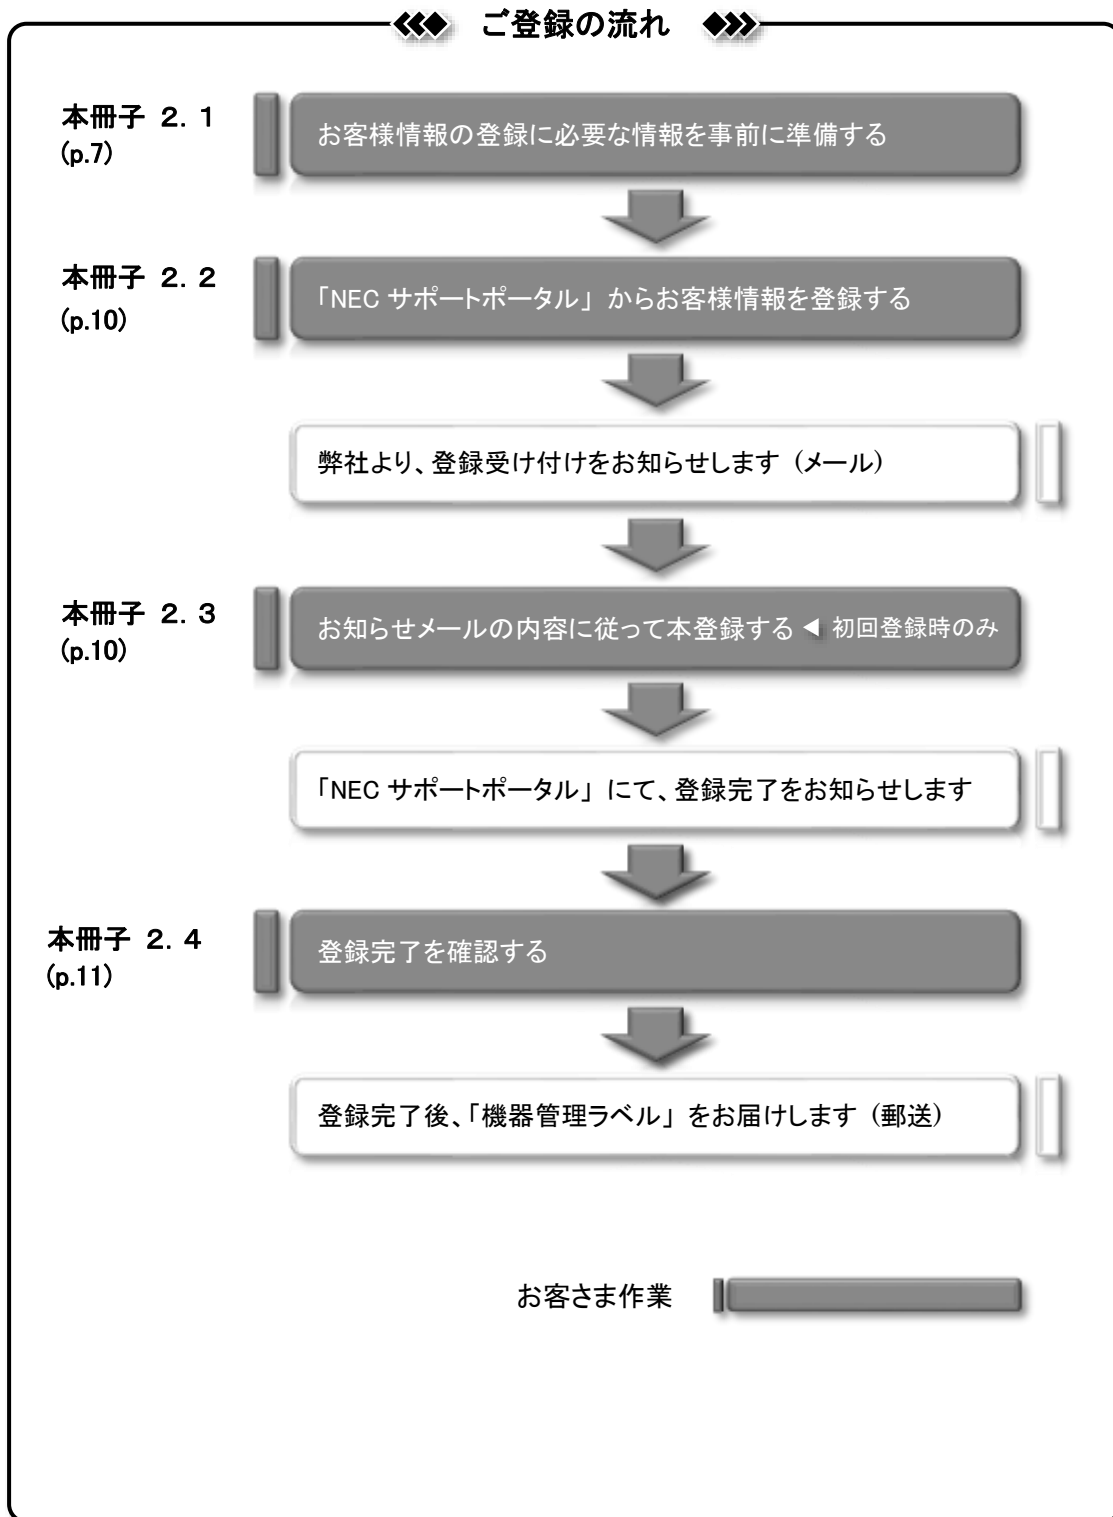 ご登録の流れ
本冊子 2.1
(p.7)
お客様情報の登録に必要な情報を事前に準備する
本冊子 2.2
(p.10)
「NEC サポートポータル」 からお客様情報を登録する
弊社より、登録受け付けをお知らせします (メール)
本冊子 2.3
(p.10)
お知らせメールの内容に従って本登録する ◀ 初回登録時のみ
「NEC サポートポータル」 にて、登録完了をお知らせします
本冊子 2.4
(p.11)
登録完了を確認する
登録完了後、「機器管理ラベル」 をお届けします (郵送)
お客さま作業